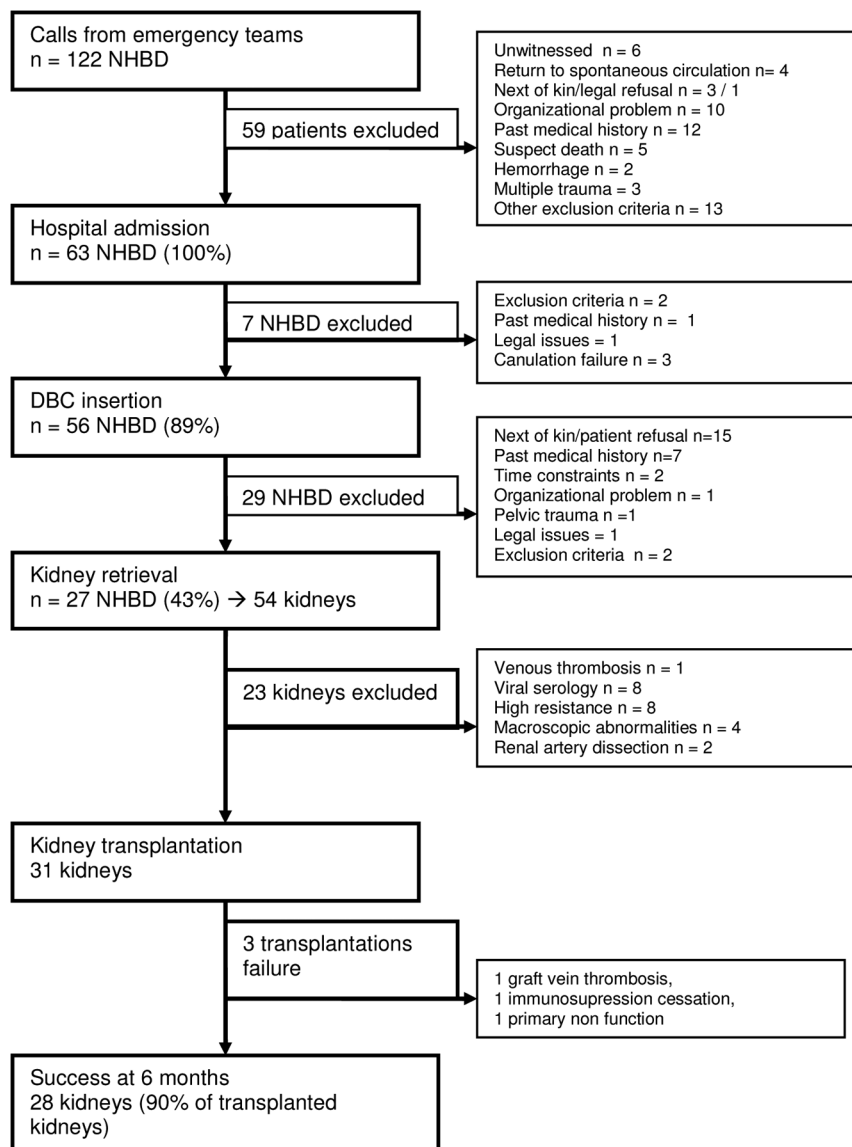 Calls from emergency teams
n = 122 NHBD
59 patients excluded
Unwitnessed  n = 6
Return to spontaneous circulation n= 4
Next of kin/legal refusal n = 3 / 1
Organizational problem n = 10
Past medical history n = 12
Suspect death n = 5
Hemorrhage n = 2
Multiple trauma = 3
Other exclusion criteria n = 13
Hospital admission
n = 63 NHBD (100%)
7 NHBD excluded
Exclusion criteria n = 2
Past medical history n =  1
Legal issues = 1
Canulation failure n = 3
DBC insertion
n = 56 NHBD (89%)
29 NHBD excluded
Next of kin/patient refusal n=15
Past medical history n=7
Time constraints n = 2
Organizational problem n = 1
Pelvic trauma n =1
Legal issues = 1
Exclusion criteria  n = 2
Kidney retrieval
n = 27 NHBD (43%) → 54 kidneys
23 kidneys excluded
Venous thrombosis n = 1
Viral serology n = 8
High resistance n = 8
Macroscopic abnormalities n = 4
Renal artery dissection n = 2
Kidney transplantation
31 kidneys
3 transplantations
failure
1 graft vein thrombosis,
1 immunosupression cessation,
1 primary non function
Success at 6 months
28 kidneys (90% of transplanted
kidneys)